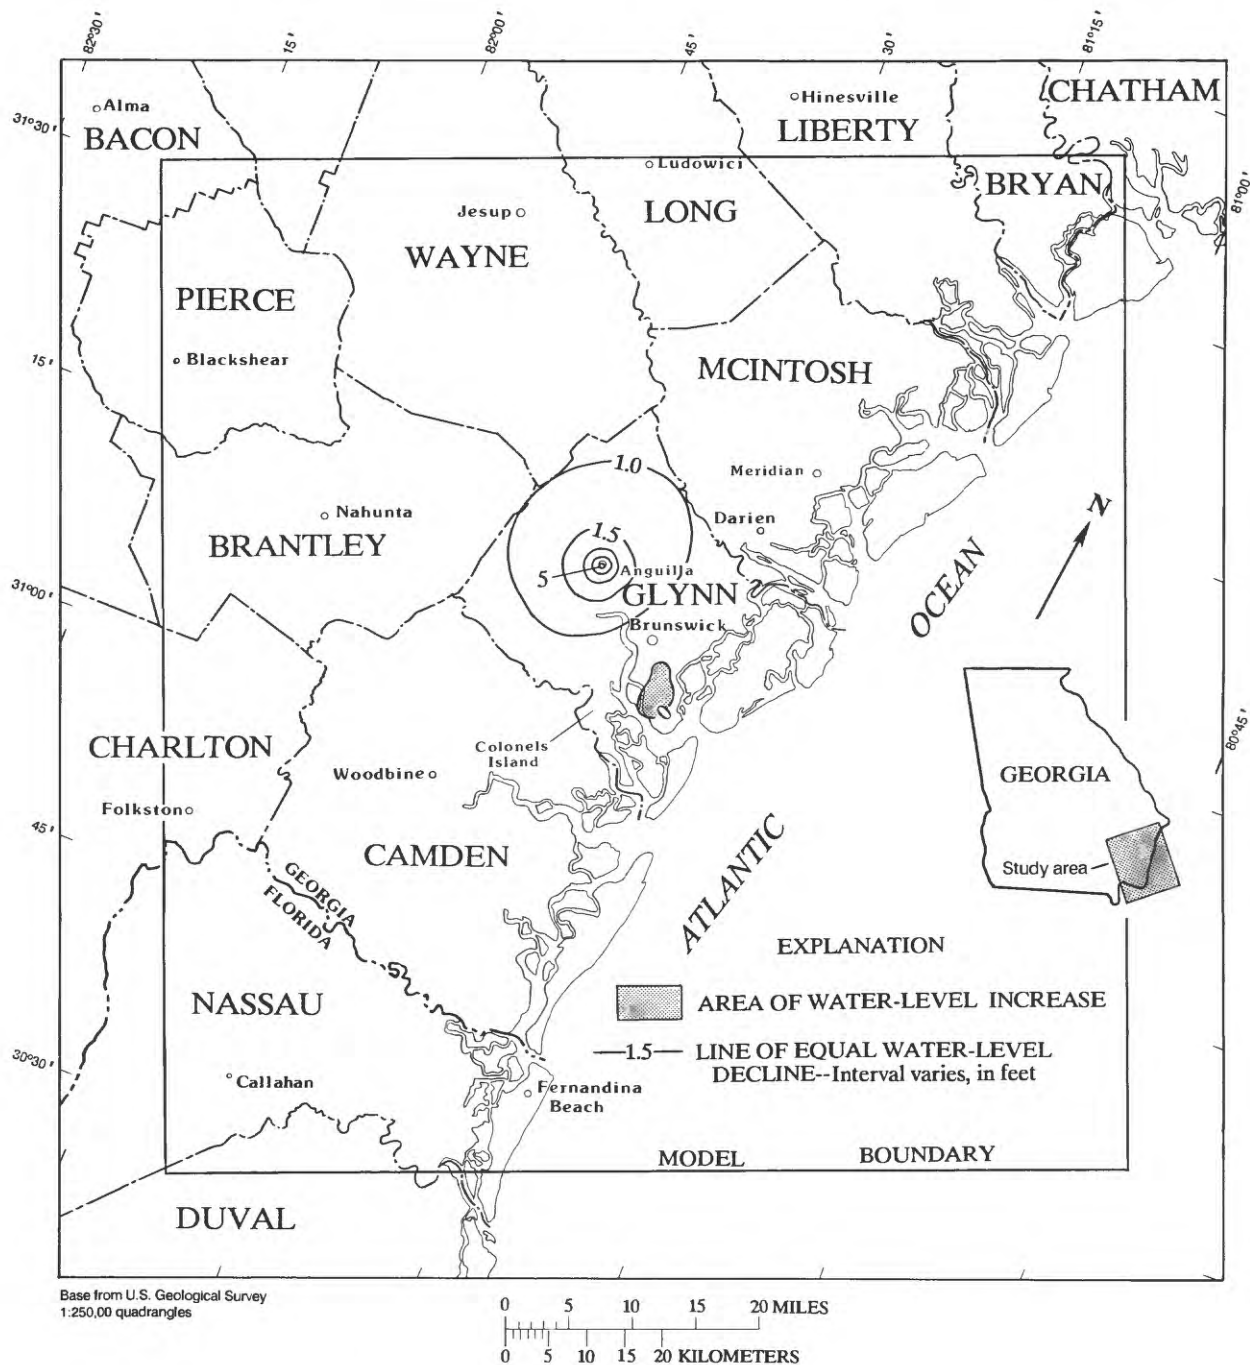 82°30'
15'
82°00'
45'
30'
81°15'
31°30'
Alma
BACON
Hinesville
LIBERTY
CHATHAM
Ludowici
BRYAN
81°00'
Jesup
LONG
WAYNE
PIERCE
15'
Blackshear
MCINTOSH
1.0
Meridian
Nahunta
Darien
N
BRANTLEY
1.5
5
Anguilla
OCEAN
31°00'
GLYNN
Brunswick
0
CHARLTON
Colonels
Island
80°45'
Woodbine
GEORGIA
Folkston
45'
CAMDEN
Study area
GEORGIA
FLORIDA
ATLANTIC
EXPLANATION
NASSAU
AREA OF WATER-LEVEL INCREASE
30°30'
1.5 LINE OF EQUAL WATER-LEVEL
DECLINE--Interval varies, in feet
Callahan
Fernandina
Beach
MODEL BOUNDARY
DUVAL
Base from U.S. Geological Survey
1:250,00 quadrangles
0 5 10 15 20 MILES
0 5 10 15 20 KILOMETERS